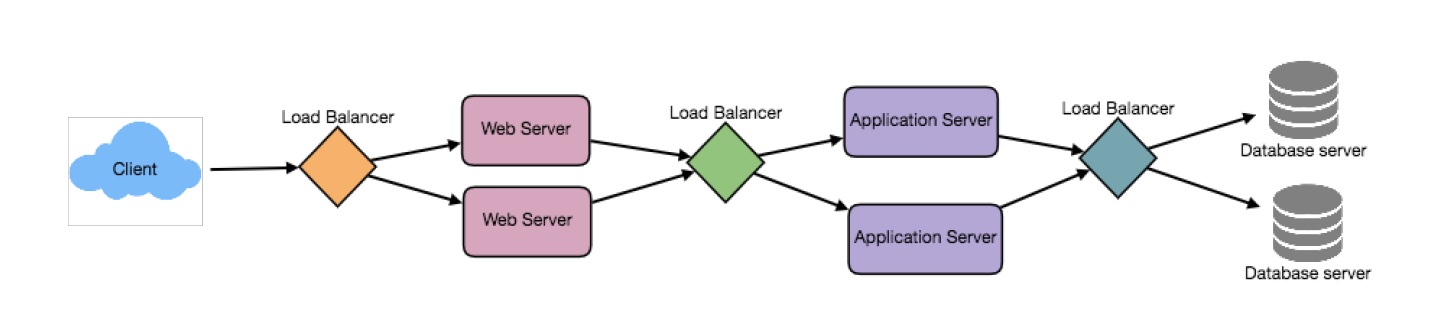 Client
Load Balancer
Web Server
Web Server
Load Balancer
Application Server
Application Server
Load Balancer
Database server
Database server